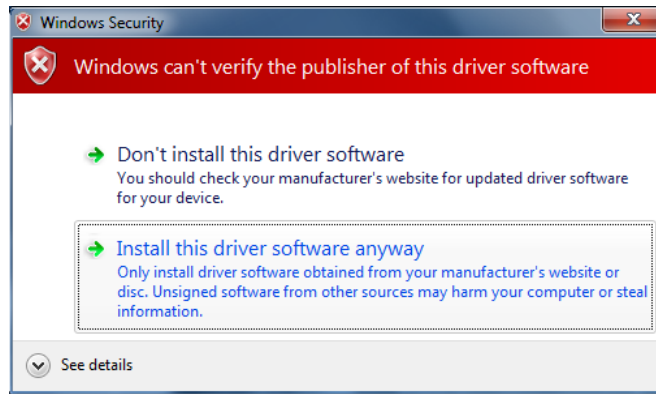 Windows Security
Windows can't verify the publisher of this driver software
Don't install this driver software
You should check your manufacturer's website for updated driver software
for your device.
Install this driver software anyway
Only install driver software obtained from your manufacturer's website or
disc. Unsigned software from other sources may harm your computer or steal
information.
See details